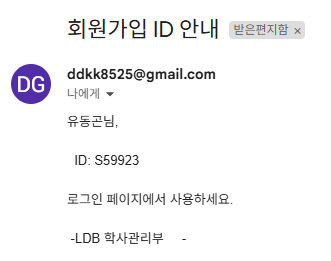 회원가입 ID 안내 받은편지함 ×
DG
ddkk8525@gmail.com
나에게
유동곤님,
ID: S59923
로그인 페이지에서 사용하세요.
-LDB 학사관리부 -